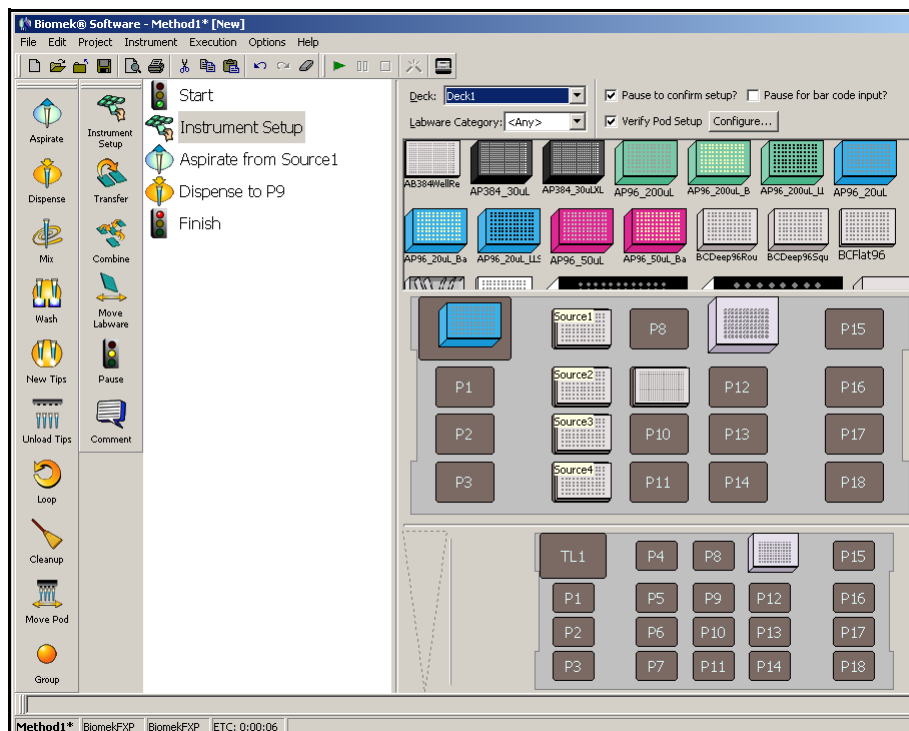 Biomek® Software - Method1* [New]
File Edit Project Instrument Execution Options Help
Aspirate
Dispense
Mix
Wash
New Tips
Unload Tips
Loop
Cleanup
Move Pod
Group
Instrument
Setup
Transfer
Combine
Move
Labware
Pause
Comment
Start
Instrument Setup
Aspirate from Source1
Dispense to P9
Finish
Deck: Deck1
Pause to confirm setup? Pause for bar code input?
Labware Category: <Any>
Verify Pod Setup Configure...
AB384WellRe AP384_30uL AP384_30uLXL AP96_200uL AP96_200uL_B AP96_200uL_LL AP96_20uL
AP96_20uL_Ba AP96_20uL_LLS AP96_50uL AP96_50uL_Ba BCDeep96Rou BCDeep96Squ BCFlat96
Source1 P8 P15
P1 Source2 P12 P16
P2 Source3 P10 P13 P17
P3 Source4 P11 P14 P18
TL1 P4 P8 P15
P1 P5 P9 P12 P16
P2 P6 P10 P13 P17
P3 P7 P11 P14 P18
Method1* BiomekFXP BiomekFXP ETC: 0:00:06